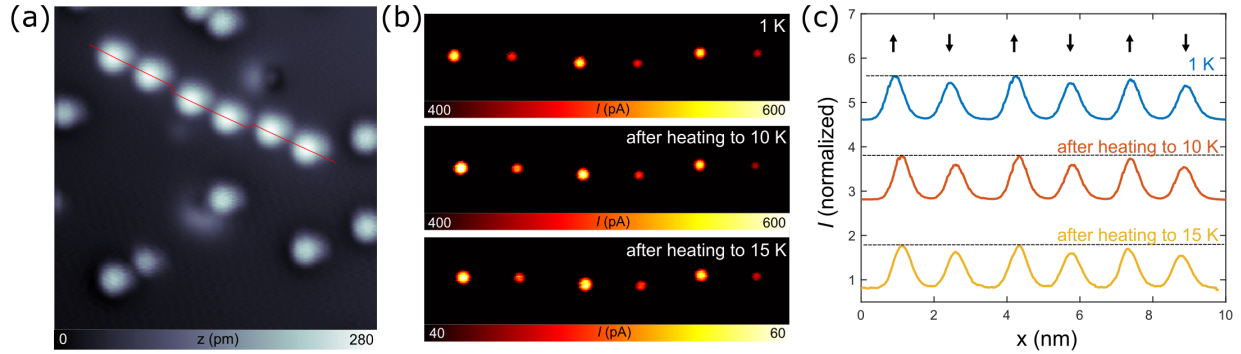 (a)
0 z (pm) 280
(b)
1 K
400 I (pA) 600
after heating to 10 K
400 I (pA) 600
after heating to 15 K
40 I (pA) 60
(c)
I (normalized)
7
6
5
4
3
2
1
1 K
after heating to 10 K
after heating to 15 K
0 2 4 6 8 10
x (nm)